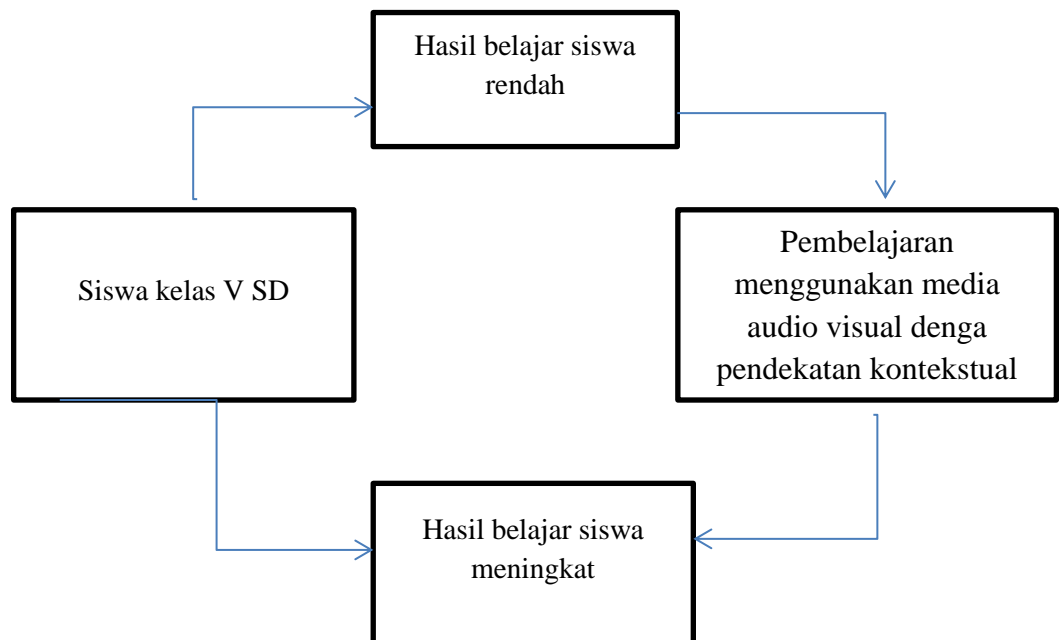 Hasil belajar siswa
rendah
Siswa kelas V SD
Pembelajaran
menggunakan media
audio visual denga
pendekatan kontekstual
Hasil belajar siswa
meningkat